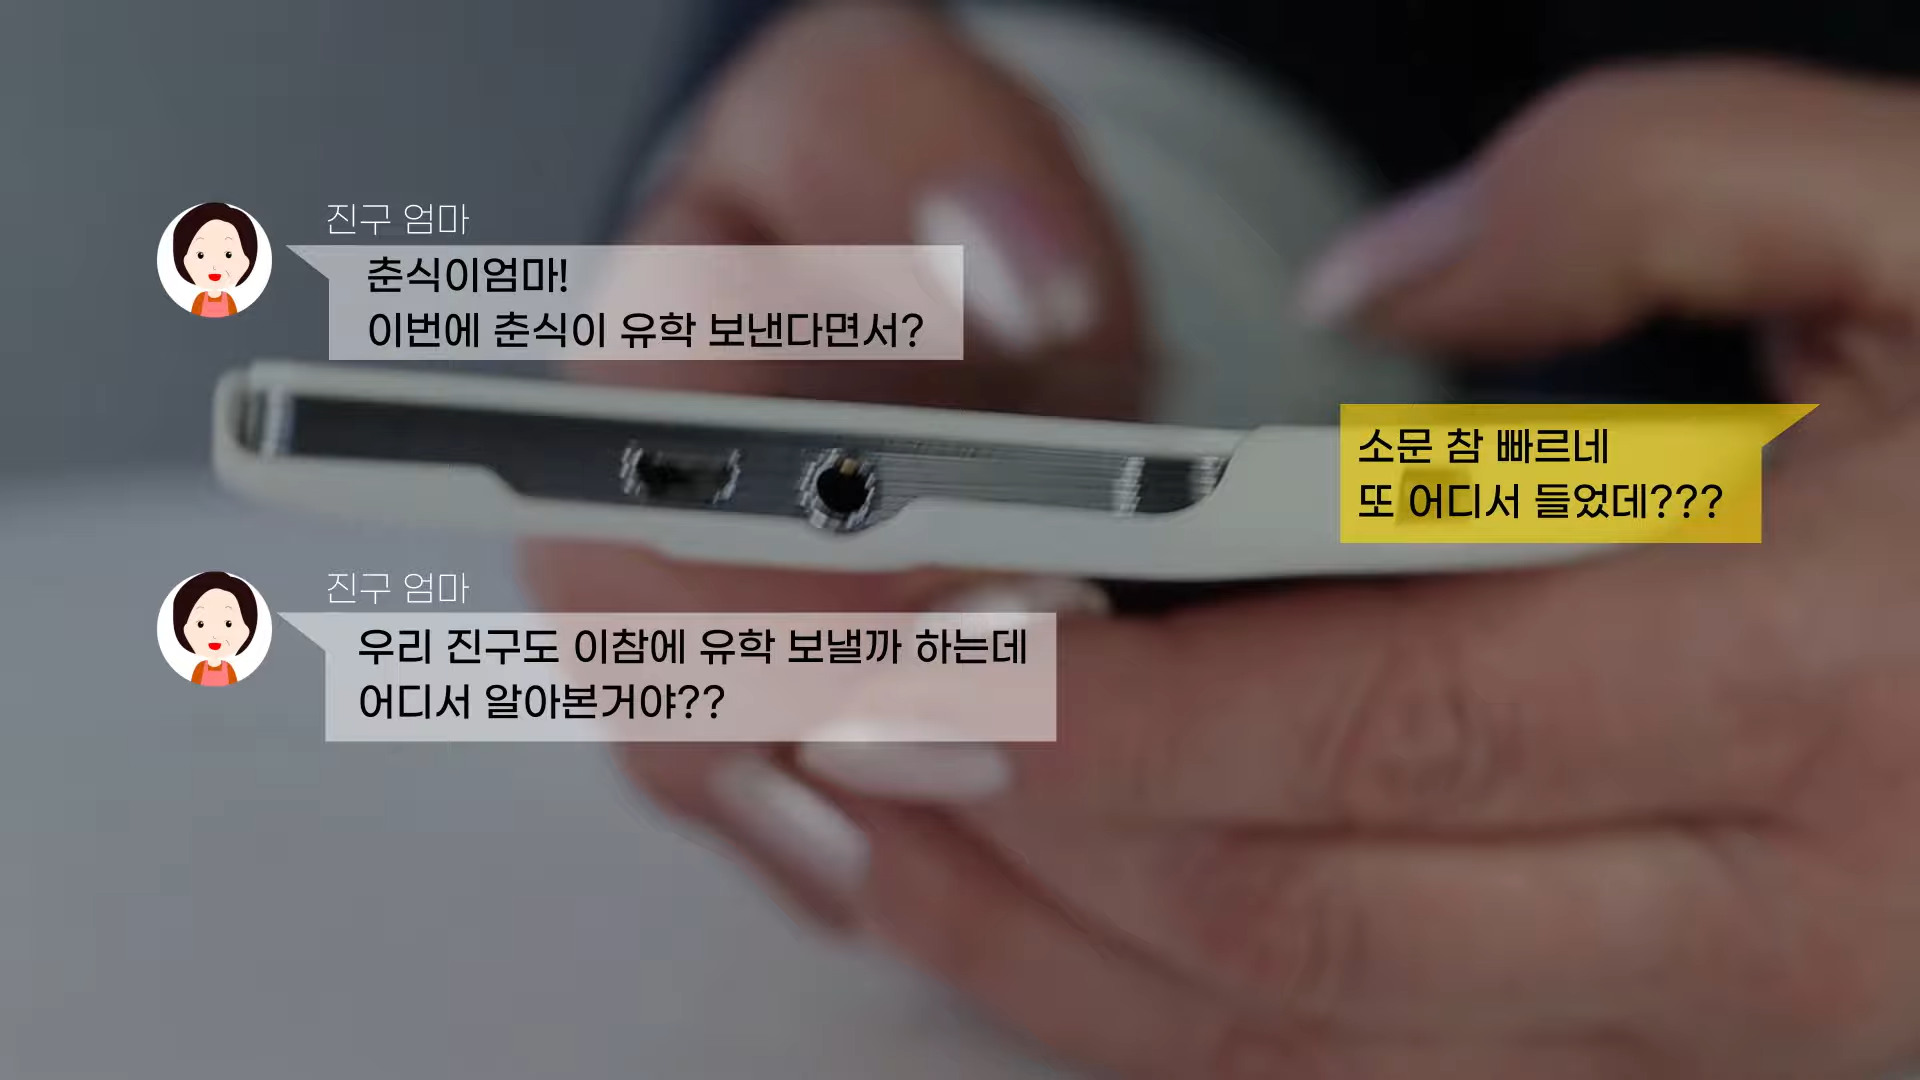 진구 엄마
춘식이엄마!
이번에 춘식이 유학 보낸다면서?
소문 참 빠르네
또 어디서 들었데???
진구 엄마
우리 진구도 이참에 유학 보낼까 하는데
어디서 알아본거야??